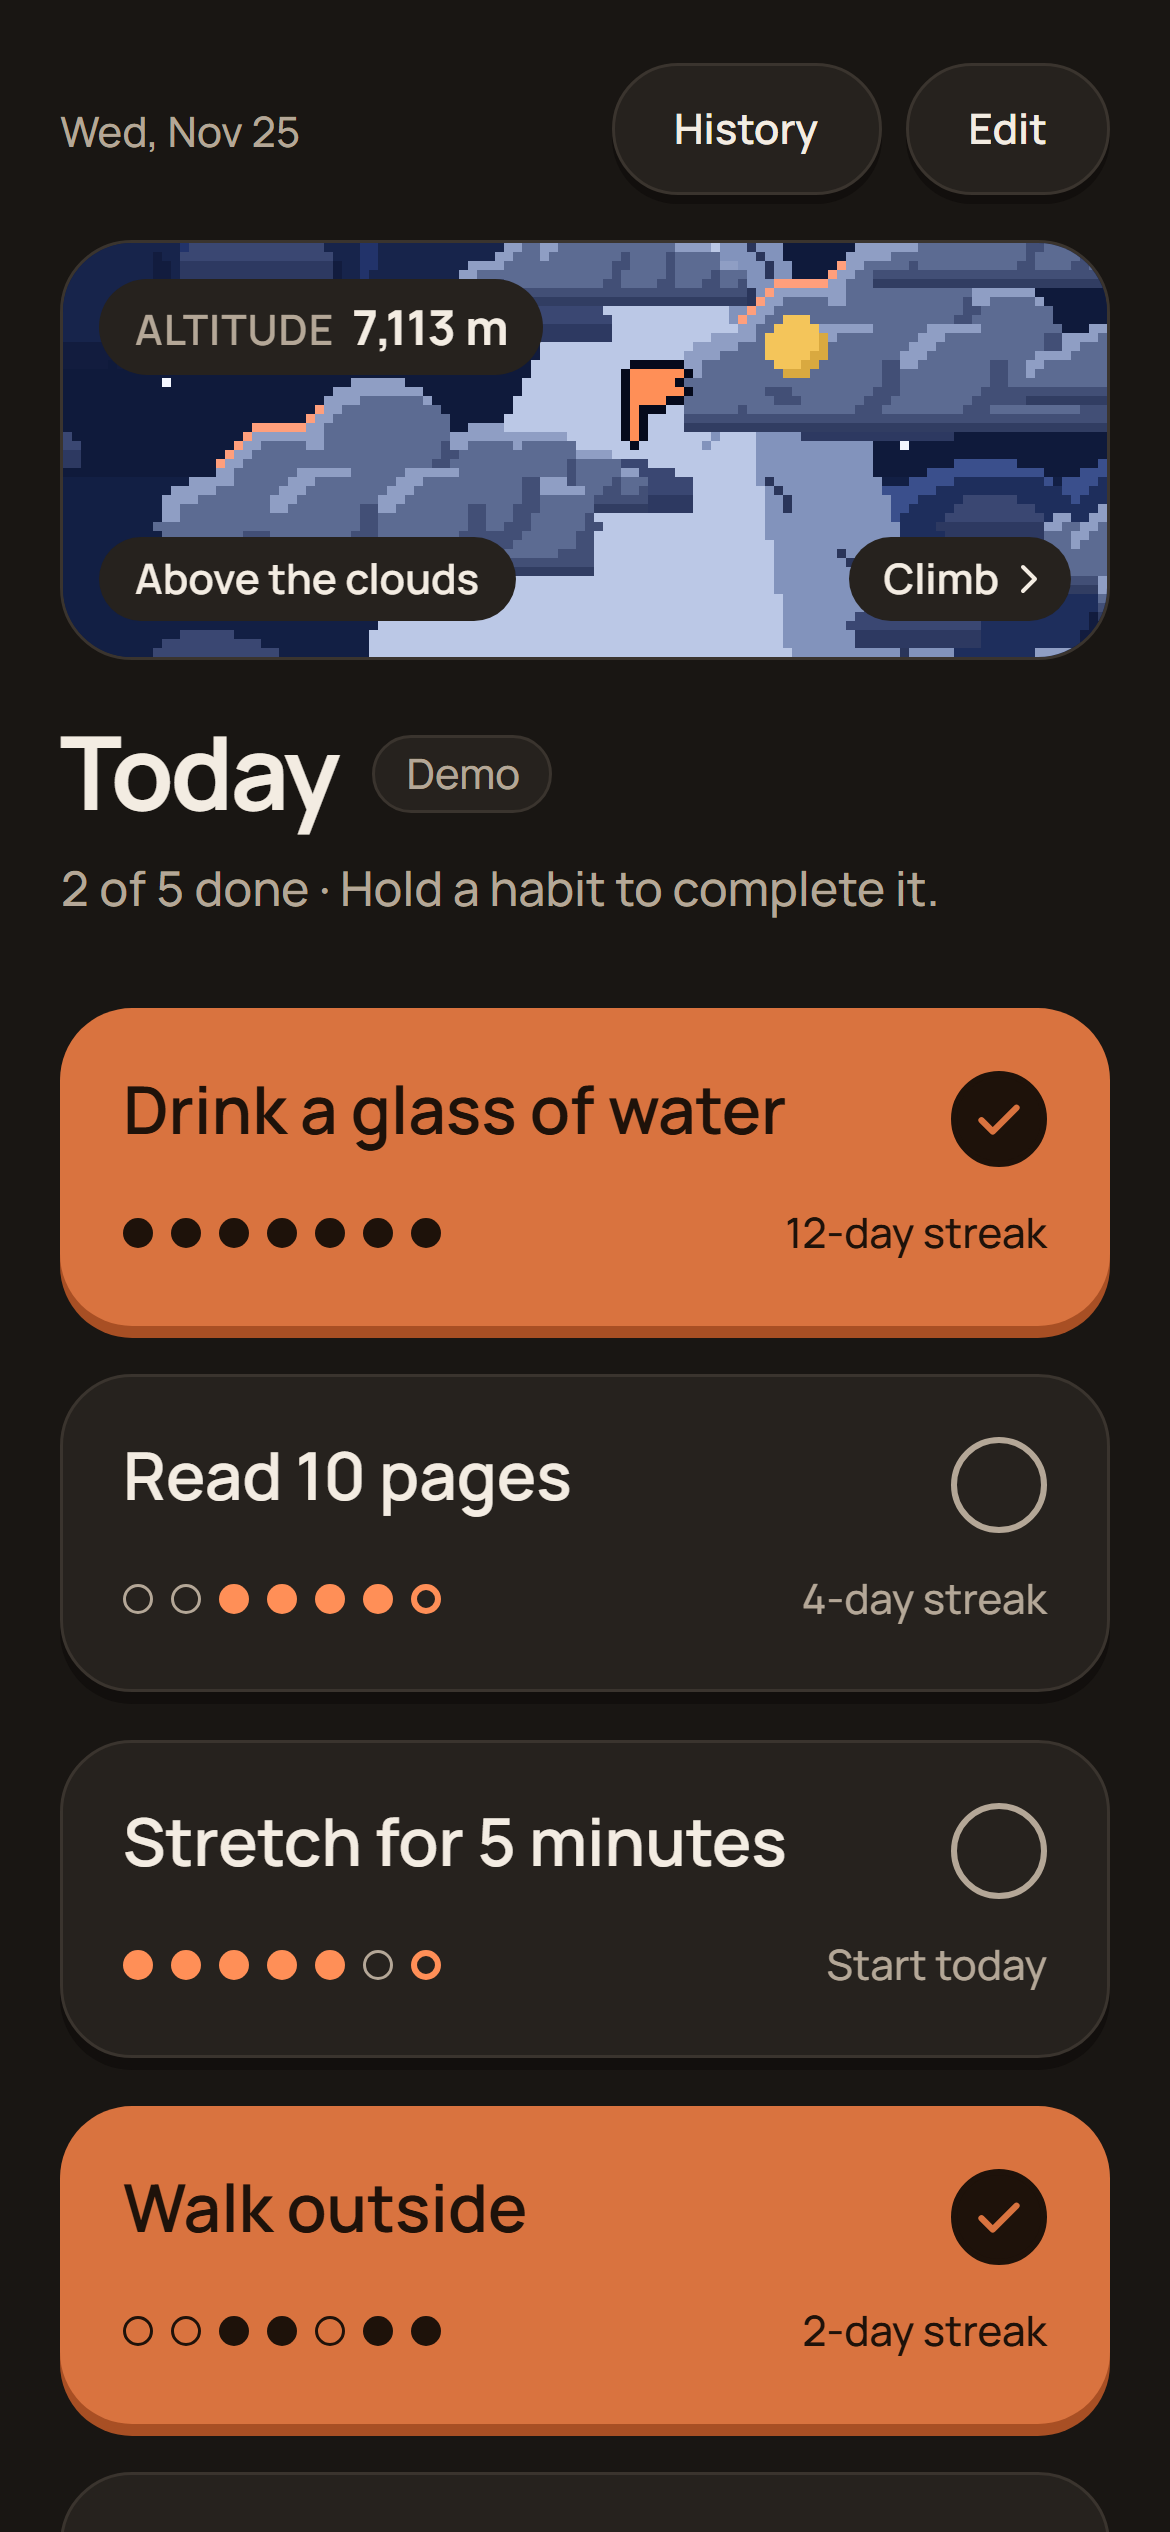 Wed, Nov 25
History
Edit
ALTITUDE 7,113 m
Above the clouds
Climb
Today
Demo
2 of 5 done · Hold a habit to complete it.
Drink a glass of water
12-day streak
Read 10 pages
4-day streak
Stretch for 5 minutes
Start today
Walk outside
2-day streak